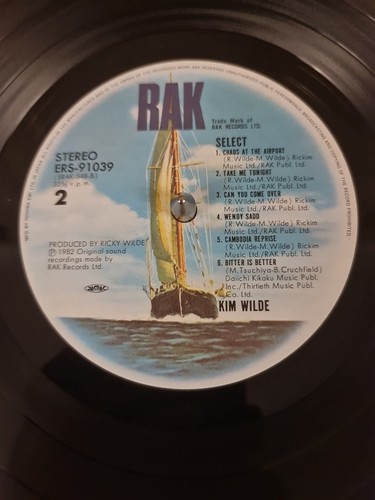 RAK
Trade Mark of
RAK RECORDS LTD.
STEREO
ERS-91039
33⅓ r.p.m.
2
SELECT
1. CHAOS AT THE AIRPORT
(R.Wilde-M.Wilde) Rickim
Music Ltd./RAK Publ. Ltd.
2. TAKE ME TONIGHT
(R.Wilde-M.Wilde) Rickim
Music Ltd./RAK Publ. Ltd.
3. CAN YOU COME OVER
(R.Wilde-M.Wilde) Rickim
Music Ltd./RAK Publ. Ltd.
4. WENDY SADD
(R.Wilde-M.Wilde) Rickim
Music Ltd./RAK Publ. Ltd.
5. CAMBODIA REPRISE
(R.Wilde-M.Wilde) Rickim
Music Ltd./RAK Publ. Ltd.
6. BITTER IS BETTER
(M.Tsuchiya-B.Cruchfield)
Daiichi Kikaku Music Publ.
Inc./Thirtieth Music Publ.
Co. Ltd.
PRODUCED BY RICKY WILDE
℗ 1982 Original sound
recordings made by
RAK Records Ltd.
KIM WILDE